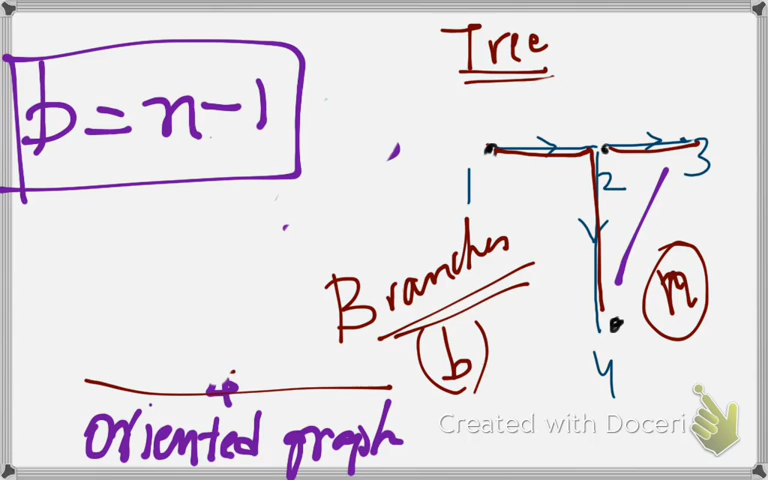 Tree
b = n - 1
1
2
3
Branches
(b)
n
4
oriented graph
Created with Doceri